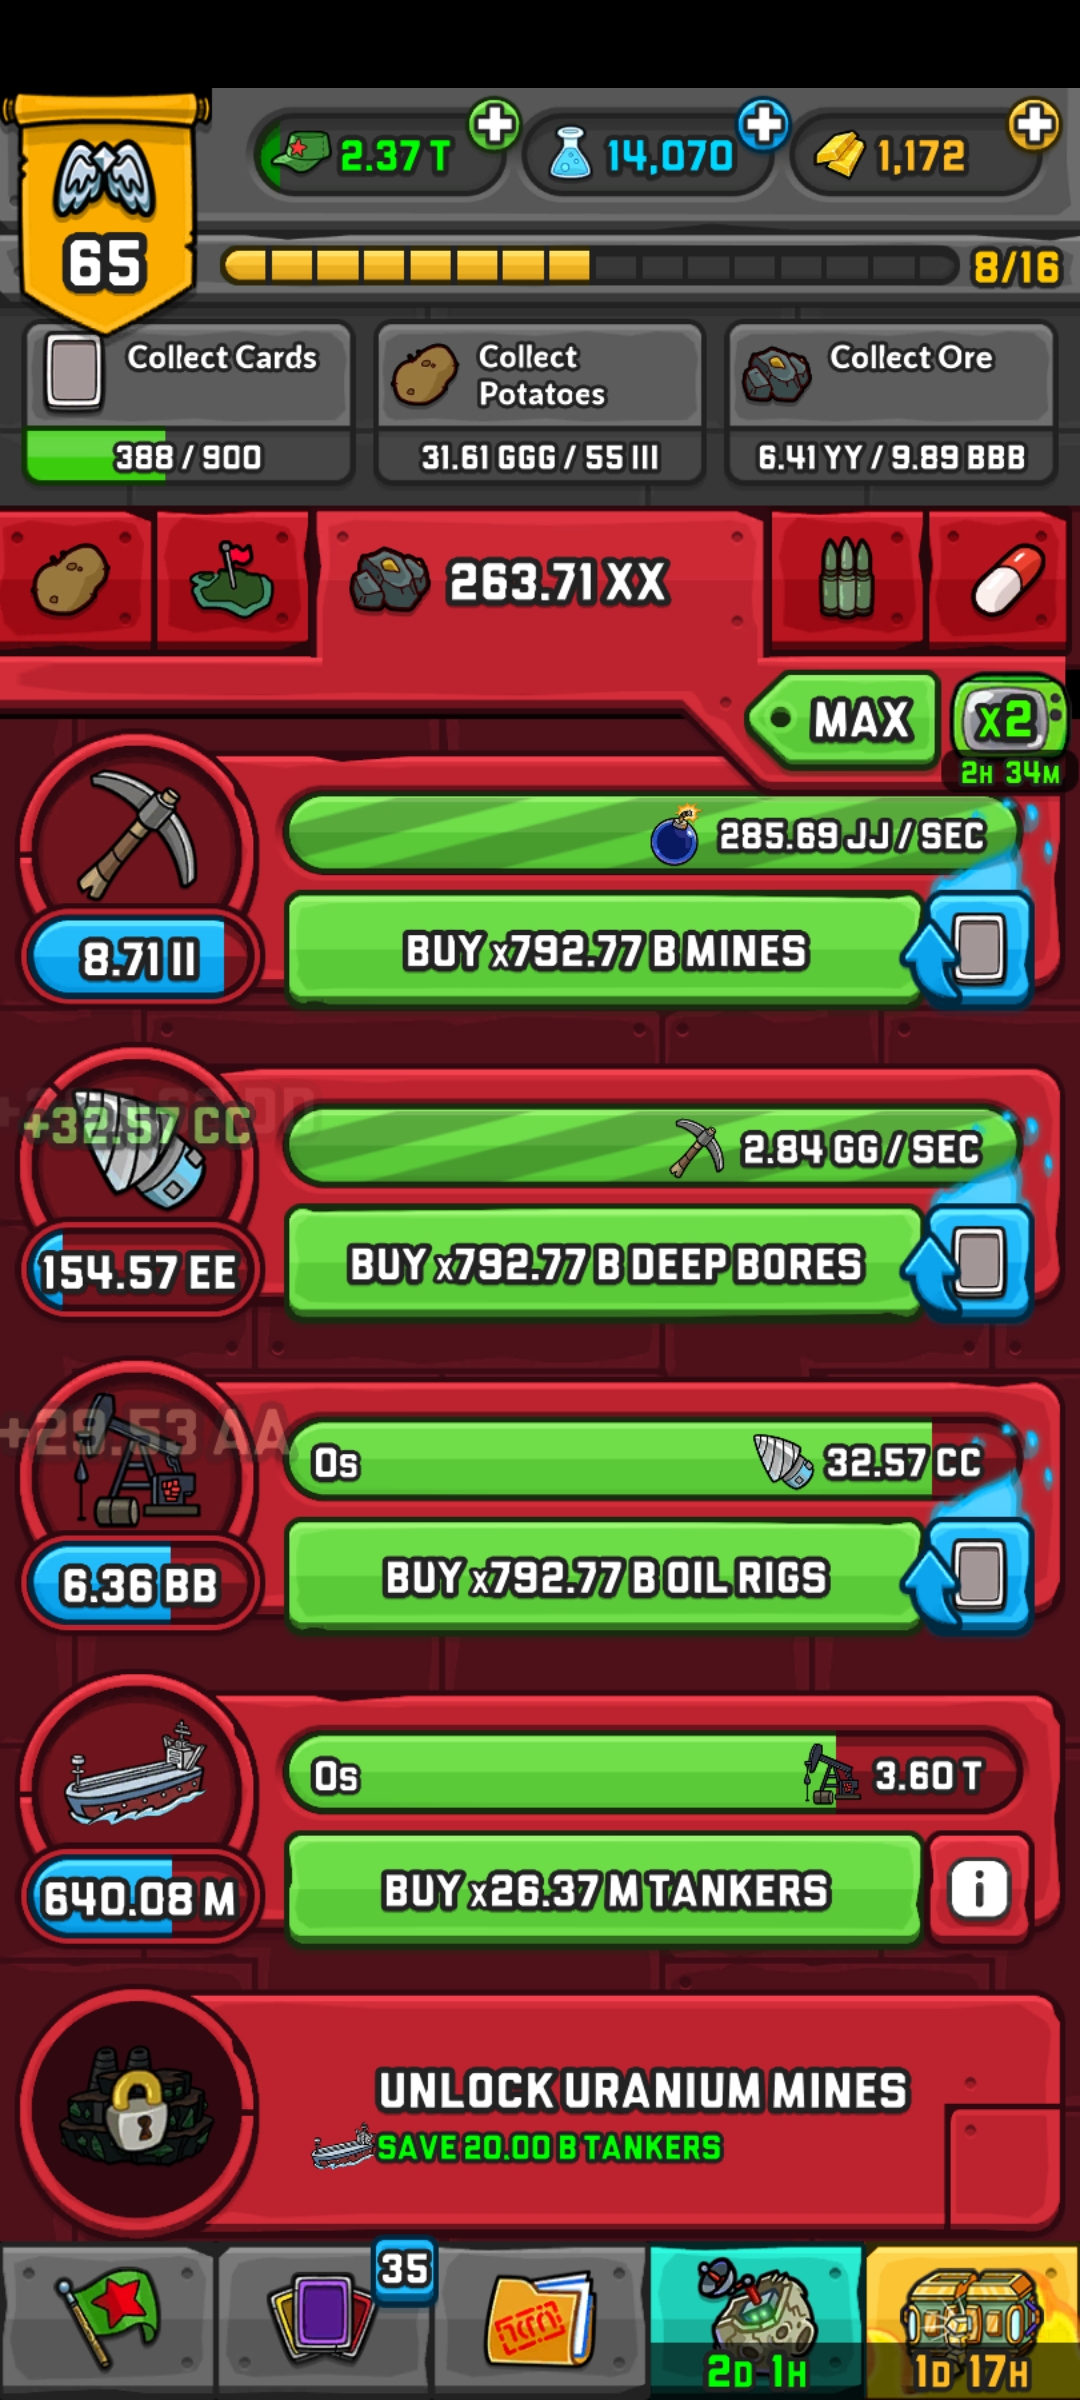 2.37 T
14,070
1,172
65
8/16
Collect Cards
388 / 900
Collect
Potatoes
31.61 GGG / 55 III
Collect Ore
6.41 YY / 9.89 BBB
263.71 XX
MAX
x2
2H 34M
285.69 JJ / SEC
8.71 II
BUY x792.77 B MINES
+32.57 CC
2.84 GG / SEC
154.57 EE
BUY x792.77 B DEEP BORES
+29.53 AA
0s
32.57 CC
6.36 BB
BUY x792.77 B OIL RIGS
0s
3.60 T
640.08 M
BUY x26.37 M TANKERS
i
UNLOCK URANIUM MINES
SAVE 20.00 B TANKERS
35
2D 1H
1D 17H